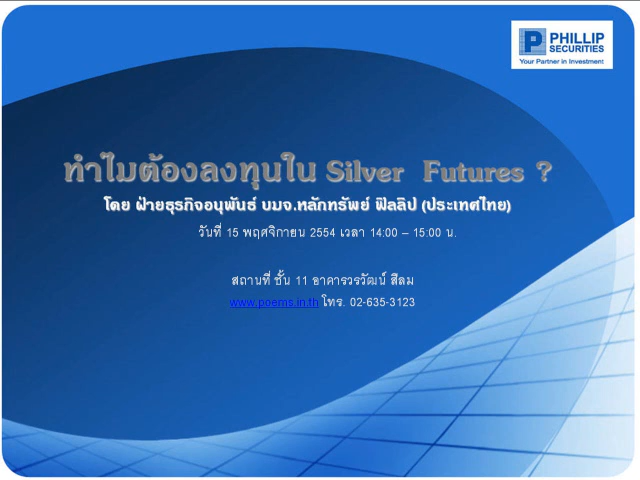 PHILLIP
SECURITIES
Your Partner in Investment
ทำไมต้องลงทุนใน Silver Futures ?
โดย ฝ่ายธุรกิจอนุพันธ์ บมจ.หลักทรัพย์ ฟิลลิป (ประเทศไทย)
วันที่ 15 พฤศจิกายน 2554 เวลา 14:00 – 15:00 น.
สถานที่ ชั้น 11 อาคารวรวัฒน์ สีลม
www.poems.in.th โทร. 02-635-3123